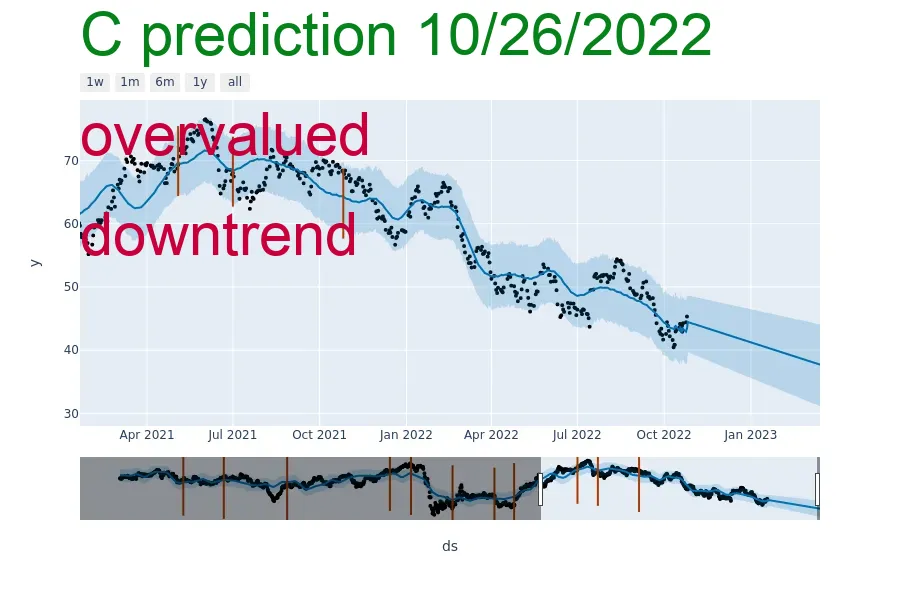 C prediction 10/26/2022
1w 1m 6m 1y all
overvalued
70
60
downtrend
y
50
40
30
Apr 2021 Jul 2021 Oct 2021 Jan 2022 Apr 2022 Jul 2022 Oct 2022 Jan 2023
ds